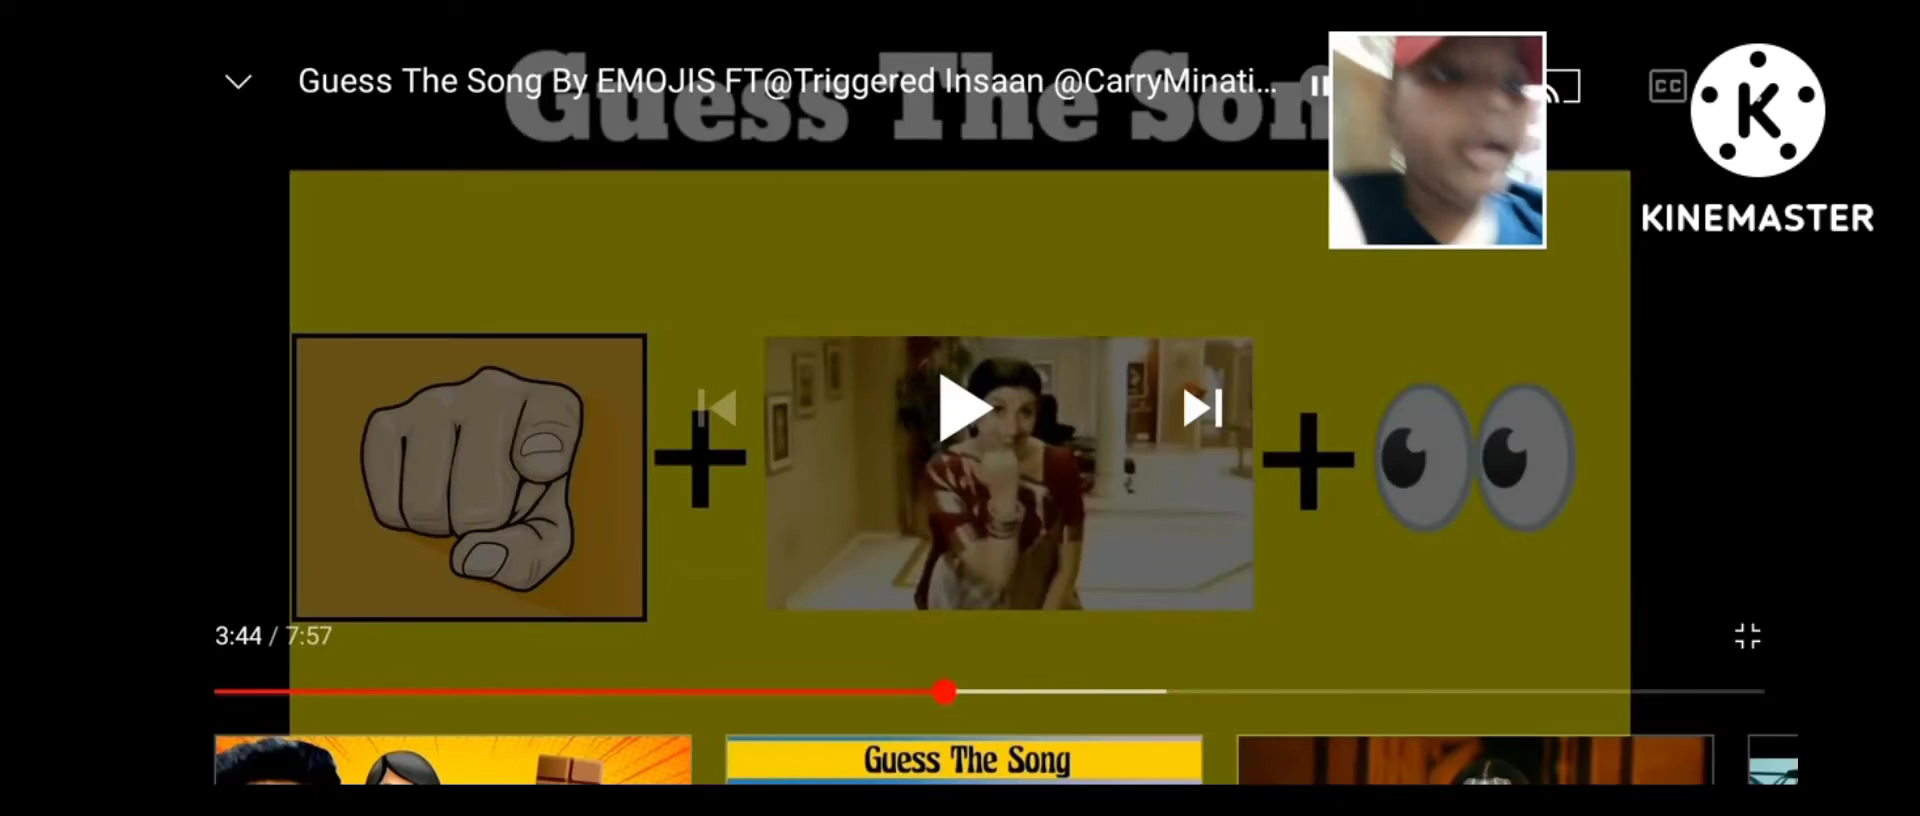 Guess The Son
Guess The Song By EMOJIS FT@Triggered Insaan @CarryMinati...
CC
K
KINEMASTER
3:44 / 7:57
Guess The Song